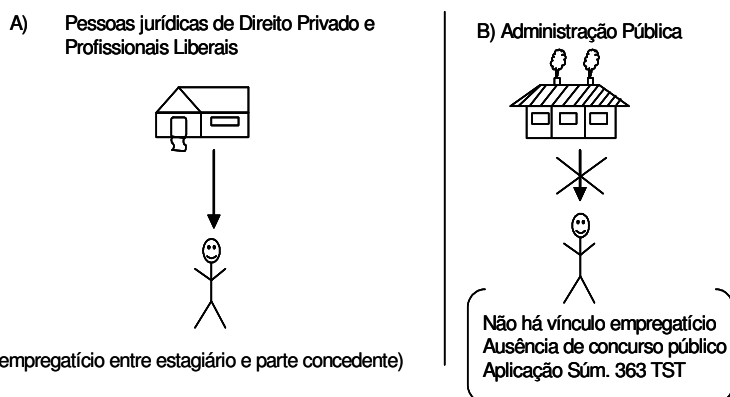 A) Pessoas jurídicas de Direito Privado e
Profissionais Liberais
empregatício entre estagiário e parte concedente)
B) Administração Pública
Não há vínculo empregatício
Ausência de concurso público
Aplicação Súm. 363 TST